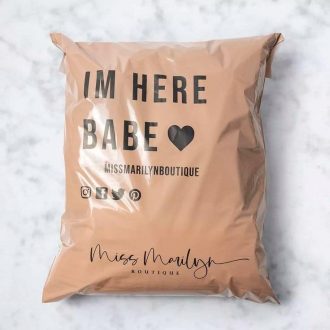 IM HERE
BABE
MISSMARILYNBOUTIQUE
Miss Marilyn
BOUTIQUE